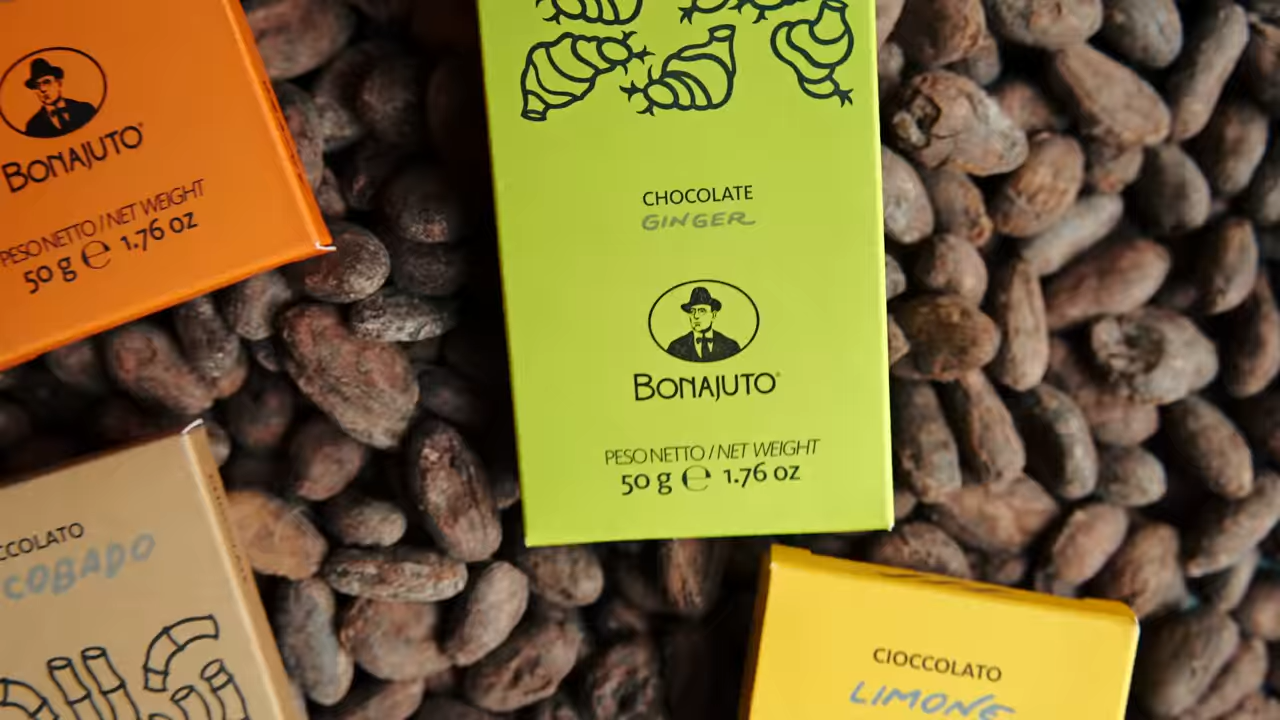 BONAJUTO
PESO NETTO / NET WEIGHT
50 g ℮ 1.76 oz
CHOCOLATE
GINGER
BONAJUTO
PESO NETTO / NET WEIGHT
50 g ℮ 1.76 oz
CCOLATO
COBADO
CIOCCOLATO
LIMONE